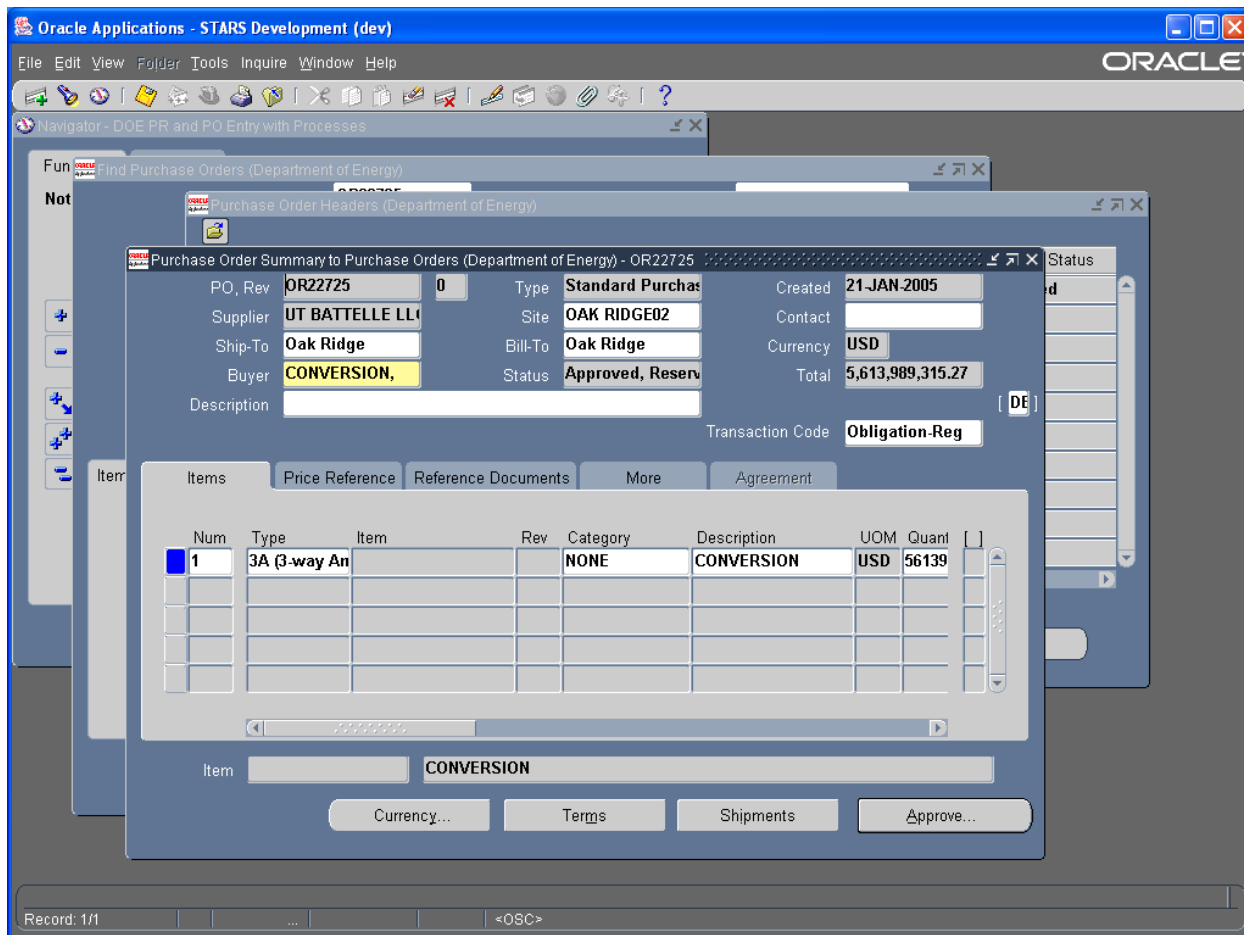 Oracle Applications - STARS Development (dev)
File Edit View Folder Tools Inquire Window Help
ORACLE
Navigator - DOE PR and PO Entry with Processes
Fun
Find Purchase Orders (Department of Energy)
Not
Purchase Order Headers (Department of Energy)
Purchase Order Summary to Purchase Orders (Department of Energy) - OR22725
Status
PO, Rev OR22725 0 Type Standard Purchas Created 21-JAN-2005
Supplier UT BATTELLE LL Site OAK RIDGE02 Contact
Ship-To Oak Ridge Bill-To Oak Ridge Currency USD
Buyer CONVERSION, Status Approved, Reserv Total 5,613,989,315.27
Description [ DE ]
Transaction Code Obligation-Reg
Item
Items Price Reference Reference Documents More Agreement
Num Type Item Rev Category Description UOM Quant [ ]
1 3A (3-way An NONE CONVERSION USD 56139
Item CONVERSION
Currency... Terms Shipments Approve...
Record: 1/1 ... <OSC>